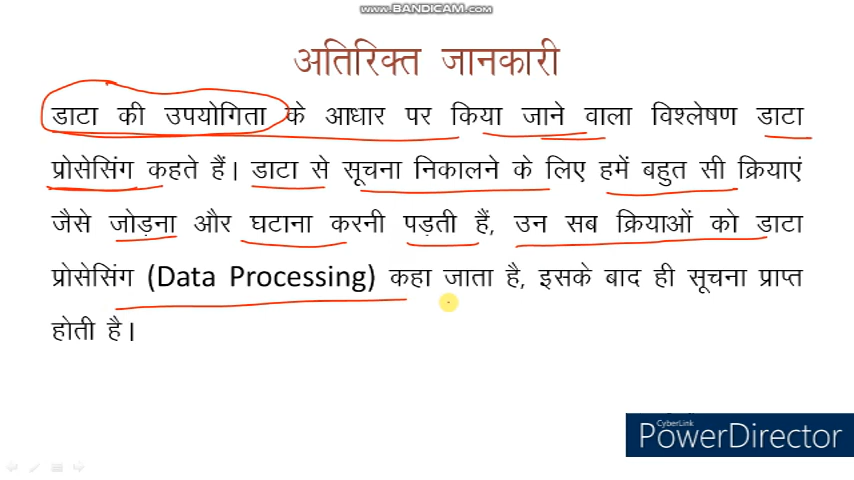 www.BANDICAM.com
अतिरिक्त जानकारी
डाटा की उपयोगिता के आधार पर किया जाने वाला विश्लेषण डाटा
प्रोसेसिंग कहते हैं। डाटा से सूचना निकालने के लिए हमें बहुत सी क्रियाएं
जैसे जोड़ना और घटाना करनी पड़ती हैं, उन सब क्रियाओं को डाटा
प्रोसेसिंग (Data Processing) कहा जाता है, इसके बाद ही सूचना प्राप्त
होती है।
CyberLink
PowerDirector